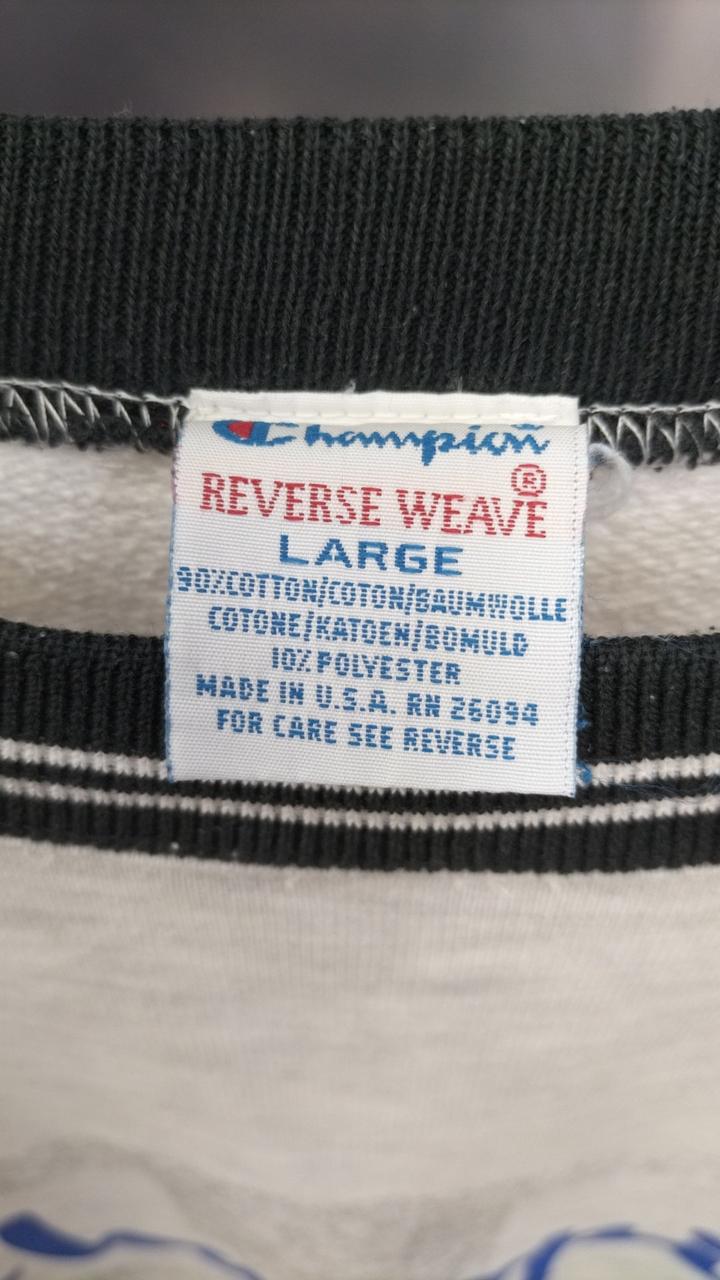 Champion
REVERSE WEAVE®
LARGE
90%COTTON/COTON/BAUMWOLLE
COTONE/KATOEN/BOMULD
10% POLYESTER
MADE IN U.S.A. RN 26094
FOR CARE SEE REVERSE